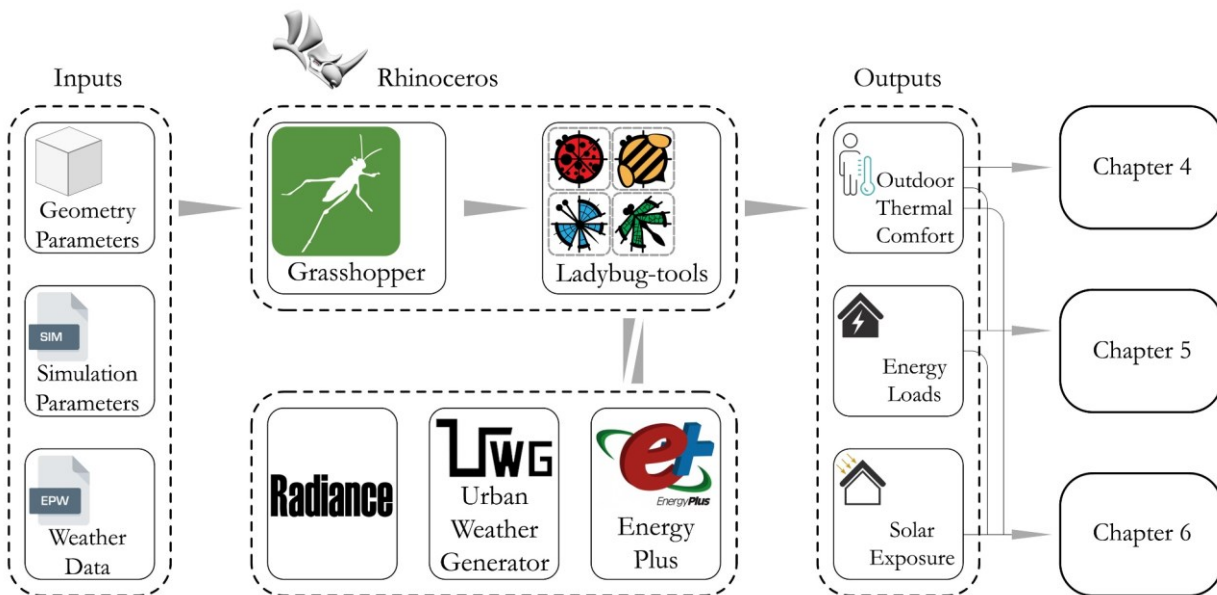 Inputs
Rhinoceros
Outputs
Geometry
Parameters
SIM
Simulation
Parameters
EPW
Weather
Data
Grasshopper
Ladybug-tools
Radiance
UWG
Urban
Weather
Generator
e+
EnergyPlus
Energy
Plus
Outdoor
Thermal
Comfort
Energy
Loads
Solar
Exposure
Chapter 4
Chapter 5
Chapter 6